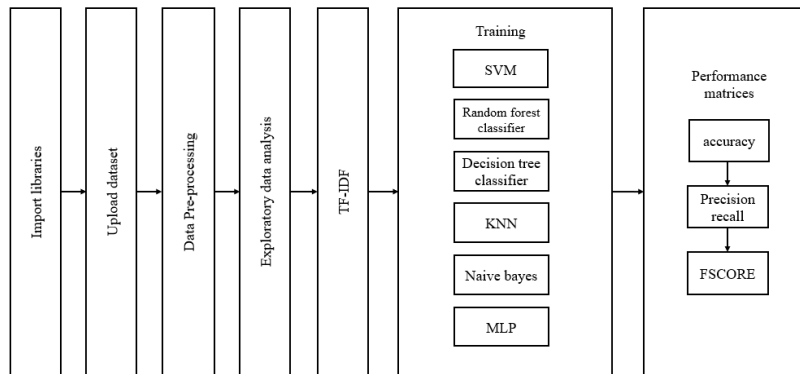 Import libraries
Upload dataset
Data Pre-processing
Exploratory data analysis
TF-IDF
Training
SVM
Random forest
classifier
Decision tree
classifier
KNN
Naive bayes
MLP
Performance
matrices
accuracy
Precision
recall
FSCORE